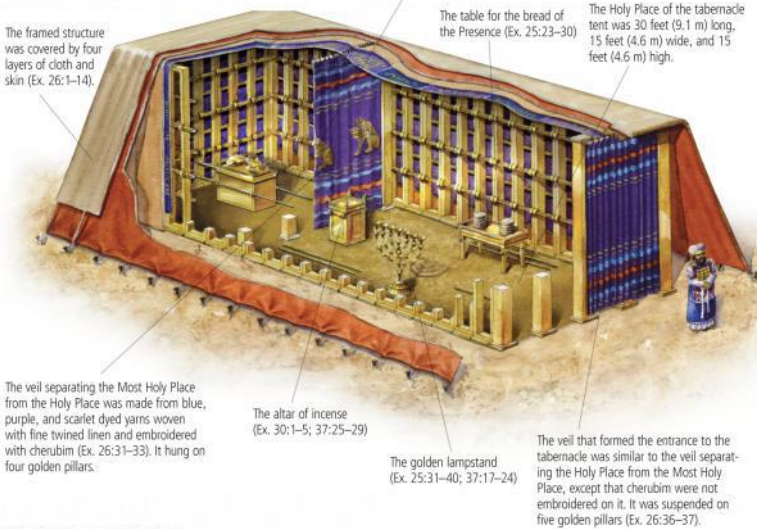 The framed structure
was covered by four
layers of cloth and
skin (Ex. 26:1–14).
The table for the bread of
the Presence (Ex. 25:23–30)
The Holy Place of the tabernacle
tent was 30 feet (9.1 m) long,
15 feet (4.6 m) wide, and 15
feet (4.6 m) high.
The veil separating the Most Holy Place
from the Holy Place was made from blue,
purple, and scarlet dyed yarns woven
with fine twined linen and embroidered
with cherubim (Ex. 26:31–33). It hung on
four golden pillars.
The altar of incense
(Ex. 30:1–5; 37:25–29)
The golden lampstand
(Ex. 25:31–40; 37:17–24)
The veil that formed the entrance to the
tabernacle was similar to the veil separat-
ing the Holy Place from the Most Holy
Place, except that cherubim were not
embroidered on it. It was suspended on
five golden pillars (Ex. 26:36–37).